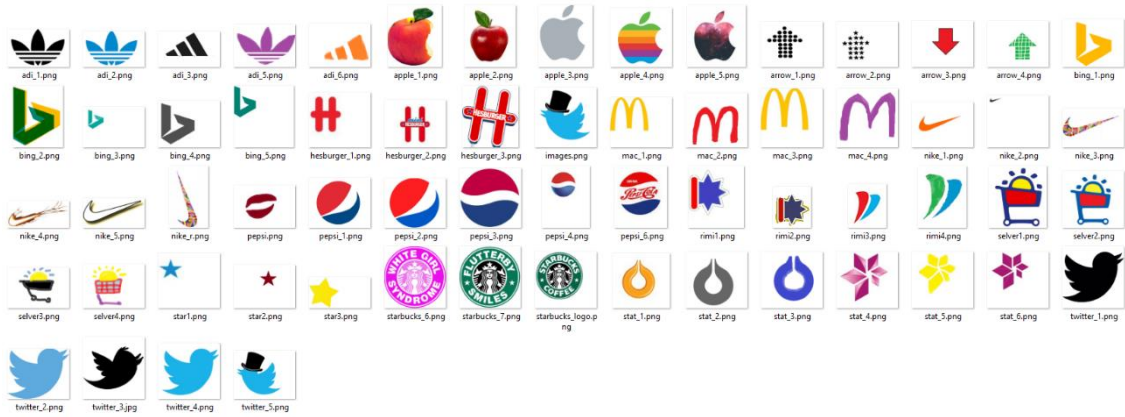 adi_1.png adi_2.png adi_3.png adi_5.png adi_6.png apple_1.png apple_2.png apple_3.png apple_4.png apple_5.png arrow_1.png arrow_2.png arrow_3.png arrow_4.png bing_1.png
HESBURGER
PEPSI
Pepsi-Cola
bing_2.png bing_3.png bing_4.png bing_5.png hesburger_1.png hesburger_2.png hesburger_3.png images.png mac_1.png mac_2.png mac_3.png mac_4.png nike_1.png nike_2.png nike_3.png
nike_4.png nike_5.png nike_r.png pepsi.png pepsi_1.png pepsi_2.png pepsi_3.png pepsi_4.png pepsi_6.png rimi1.png rimi2.png rimi3.png rimi4.png selver1.png selver2.png
WHITE GIRL SYNDROME
FLUTTERBY SMILES
STARBUCKS COFFEE
selver3.png selver4.png star1.png star2.png star3.png starbucks_6.png starbucks_7.png starbucks_logo.p
ng
stat_1.png stat_2.png stat_3.png stat_4.png stat_5.png stat_6.png twitter_1.png
twitter_2.png twitter_3.jpg twitter_4.png twitter_5.png